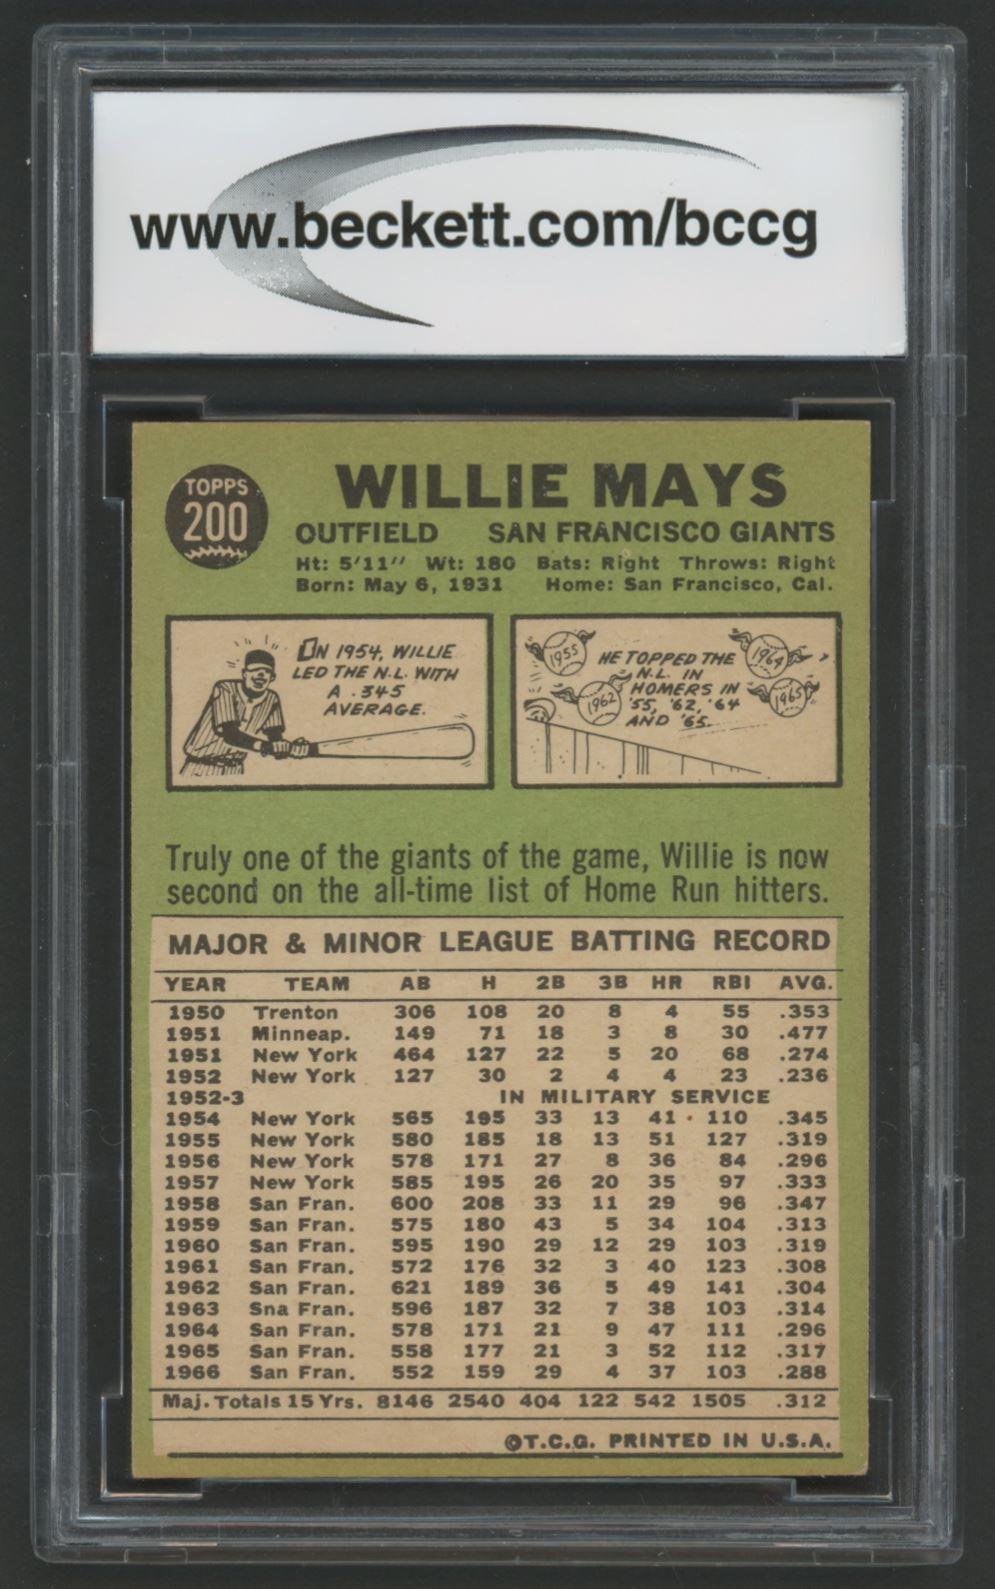 www.beckett.com/bccg
TOPPS
200
WILLIE MAYS
OUTFIELD SAN FRANCISCO GIANTS
Ht: 5'11" Wt: 180 Bats: Right Throws: Right
Born: May 6, 1931 Home: San Francisco, Cal.
IN 1954, WILLIE
LED THE N.L. WITH
A .345
AVERAGE.
1955
1962
1964
1965
HE TOPPED THE
N.L. IN
HOMERS IN
'55, '62, '64
AND '65.
Truly one of the giants of the game, Willie is now
second on the all-time list of Home Run hitters.
MAJOR & MINOR LEAGUE BATTING RECORD
YEAR TEAM AB H 2B 3B HR RBI AVG.
1950 Trenton 306 108 20 8 4 55 .353
1951 Minneap. 149 71 18 3 8 30 .477
1951 New York 464 127 22 5 20 68 .274
1952 New York 127 30 2 4 4 23 .236
1952-3 IN MILITARY SERVICE
1954 New York 565 195 33 13 41 110 .345
1955 New York 580 185 18 13 51 127 .319
1956 New York 578 171 27 8 36 84 .296
1957 New York 585 195 26 20 35 97 .333
1958 San Fran. 600 208 33 11 29 96 .347
1959 San Fran. 575 180 43 5 34 104 .313
1960 San Fran. 595 190 29 12 29 103 .319
1961 San Fran. 572 176 32 3 40 123 .308
1962 San Fran. 621 189 36 5 49 141 .304
1963 Sna Fran. 596 187 32 7 38 103 .314
1964 San Fran. 578 171 21 9 47 111 .296
1965 San Fran. 558 177 21 3 52 112 .317
1966 San Fran. 552 159 29 4 37 103 .288
Maj. Totals 15 Yrs. 8146 2540 404 122 542 1505 .312
©T.C.G. PRINTED IN U.S.A.